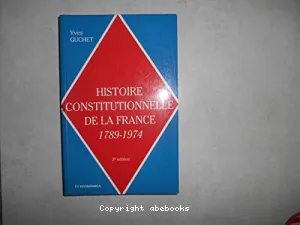 Yves
GUCHET
HISTOIRE
CONSTITUTIONNELLE
DE LA FRANCE
1789-1974
2e édition
Copyright abebooks